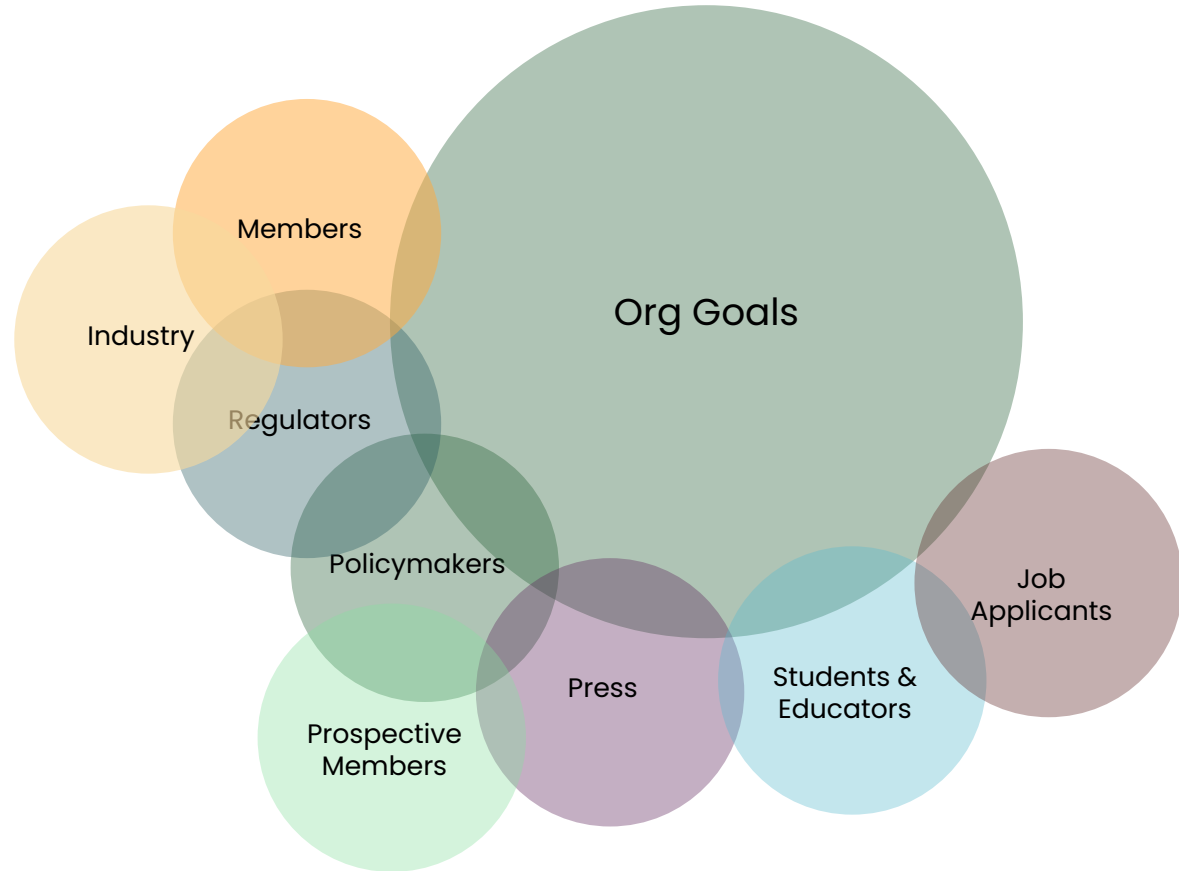 Members
Org Goals
Industry
Regulators
Policymakers
Job
Applicants
Press
Students &
Educators
Prospective
Members